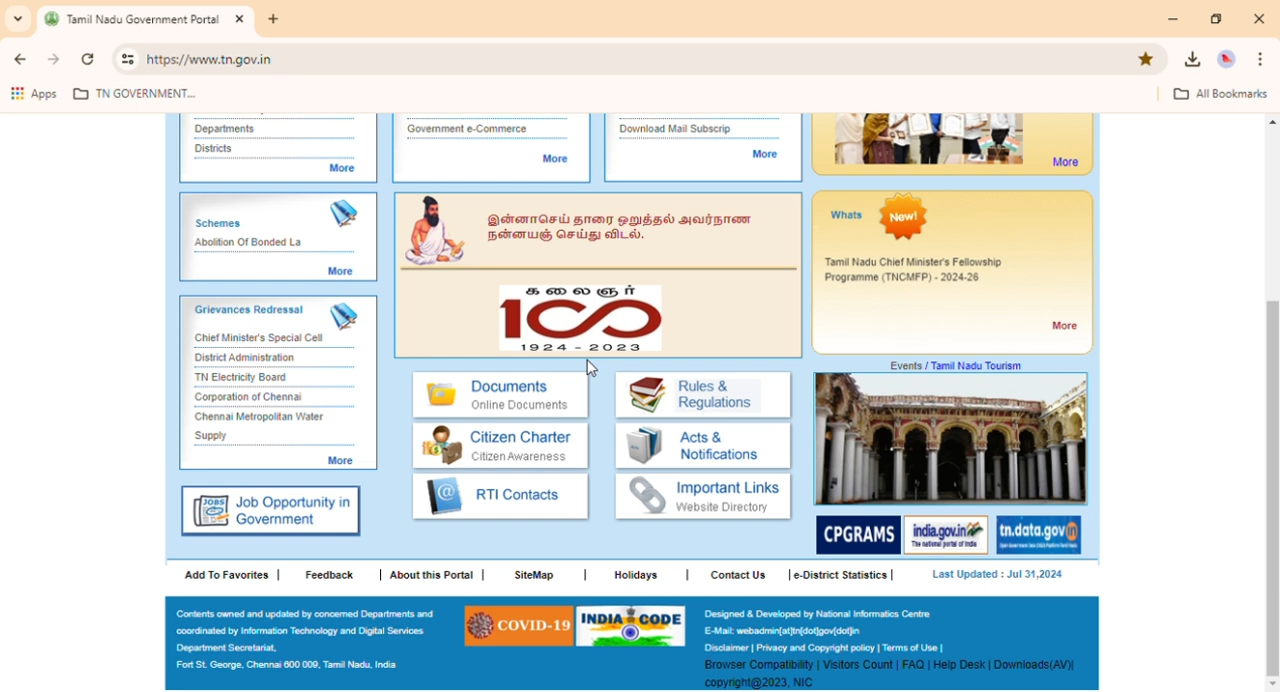 Tamil Nadu Government Portal
https://www.tn.gov.in
Apps
TN GOVERNMENT...
All Bookmarks
Departments
Districts
More
Government e-Commerce
More
Download Mail Subscrip
More
More
Schemes
Abolition Of Bonded La
More
இன்னாசெய் தாரை ஒறுத்தல் அவர்நாண
நன்னயஞ் செய்து விடல்.
கலைஞர்
100
1924 - 2023
Whats
New!
Tamil Nadu Chief Minister's Fellowship
Programme (TNCMFP) - 2024-26
More
Grievances Redressal
Chief Minister's Special Cell
District Administration
TN Electricity Board
Corporation of Chennai
Chennai Metropolitan Water
Supply
More
Documents
Online Documents
Rules &
Regulations
Citizen Charter
Citizen Awareness
Acts &
Notifications
RTI Contacts
Important Links
Website Directory
Events / Tamil Nadu Tourism
JOBS
Job Opportunity in
Government
CPGRAMS
india.gov.in
The national portal of India
tn.data.gov in
Add To Favorites |
Feedback
| About this Portal |
SiteMap
|
Holidays
|
Contact Us
| e-District Statistics |
Last Updated : Jul 31,2024
Contents owned and updated by concerned Departments and
coordinated by Information Technology and Digital Services
Department Secretariat,
Fort St. George, Chennai 600 009, Tamil Nadu, India
COVID-19
INDIA CODE
Designed & Developed by National Informatics Centre
E-Mail: webadmin[at]tn[dot]gov[dot]in
Disclaimer | Privacy and Copyright policy | Terms of Use |
Browser Compatibility | Visitors Count | FAQ | Help Desk | Downloads(AV)|
copyright@2023, NIC